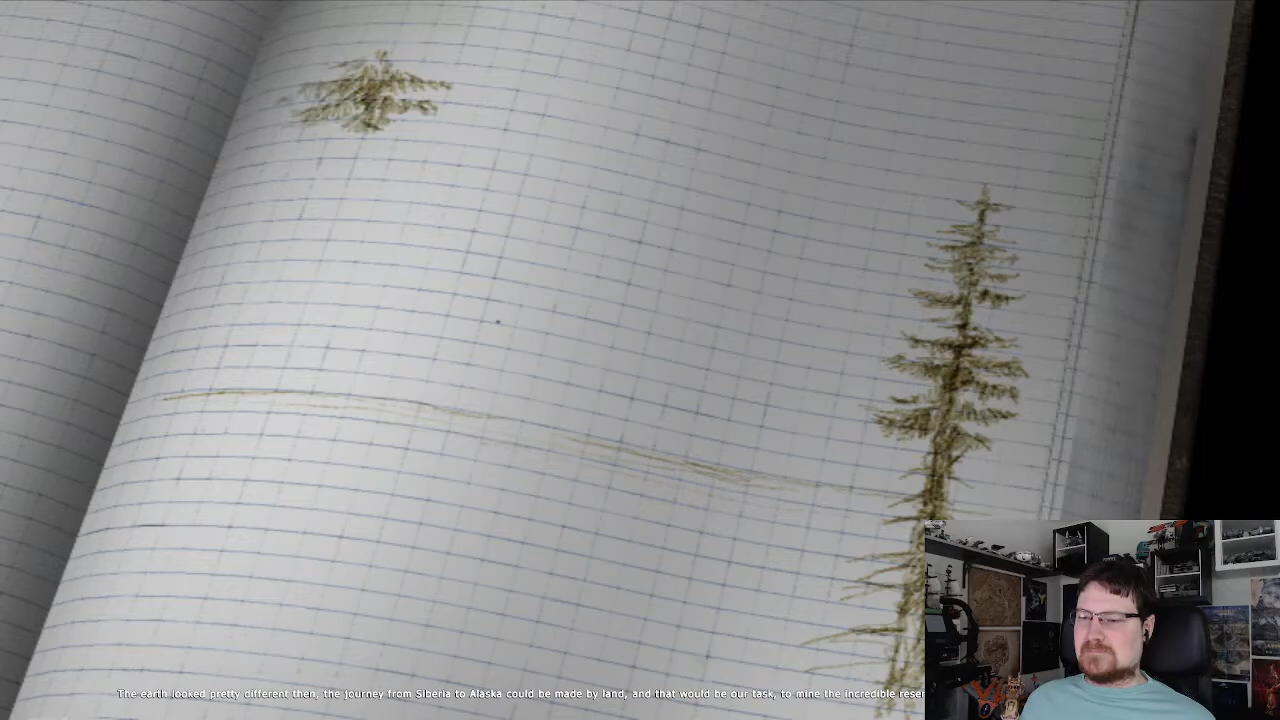 The earth looked pretty different then, the journey from Siberia to Alaska could be made by land, and that would be our task, to mine the incredible